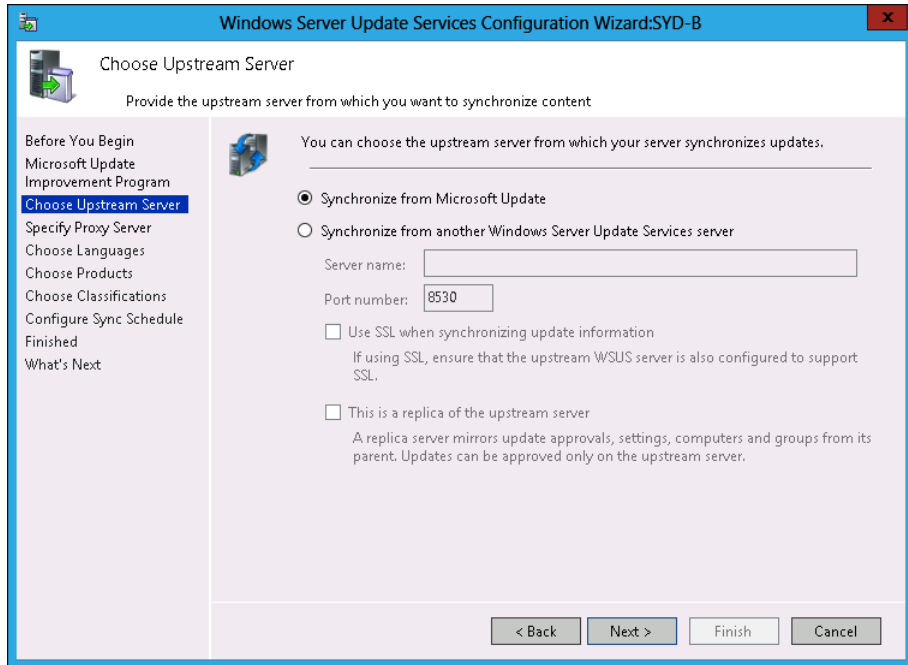 Windows Server Update Services Configuration Wizard:SYD-B
x
Choose Upstream Server
Provide the upstream server from which you want to synchronize content
Before You Begin
Microsoft Update
Improvement Program
Choose Upstream Server
Specify Proxy Server
Choose Languages
Choose Products
Choose Classifications
Configure Sync Schedule
Finished
What's Next
You can choose the upstream server from which your server synchronizes updates.
Synchronize from Microsoft Update
Synchronize from another Windows Server Update Services server
Server name:
Port number: 8530
Use SSL when synchronizing update information
If using SSL, ensure that the upstream WSUS server is also configured to support
SSL.
This is a replica of the upstream server
A replica server mirrors update approvals, settings, computers and groups from its
parent. Updates can be approved only on the upstream server.
< Back Next > Finish Cancel